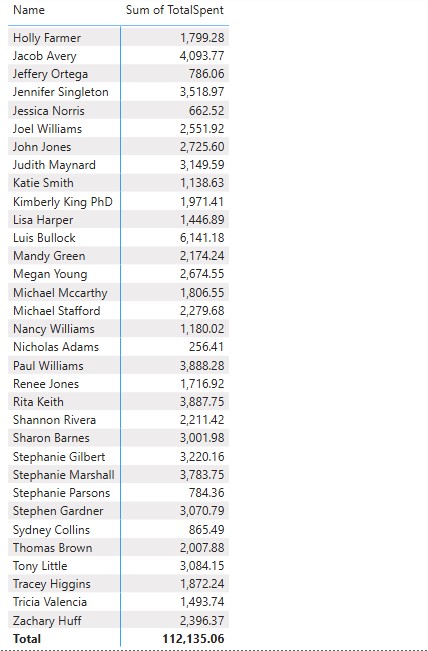 Name Sum of TotalSpent
Holly Farmer 1,799.28
Jacob Avery 4,093.77
Jeffery Ortega 786.06
Jennifer Singleton 3,518.97
Jessica Norris 662.52
Joel Williams 2,551.92
John Jones 2,725.60
Judith Maynard 3,149.59
Katie Smith 1,138.63
Kimberly King PhD 1,971.41
Lisa Harper 1,446.89
Luis Bullock 6,141.18
Mandy Green 2,174.24
Megan Young 2,674.55
Michael Mccarthy 1,806.55
Michael Stafford 2,279.68
Nancy Williams 1,180.02
Nicholas Adams 256.41
Paul Williams 3,888.28
Renee Jones 1,716.92
Rita Keith 3,887.75
Shannon Rivera 2,211.42
Sharon Barnes 3,001.98
Stephanie Gilbert 3,220.16
Stephanie Marshall 3,783.75
Stephanie Parsons 784.36
Stephen Gardner 3,070.79
Sydney Collins 865.49
Thomas Brown 2,007.88
Tony Little 3,084.15
Tracey Higgins 1,872.24
Tricia Valencia 1,493.74
Zachary Huff 2,396.37
Total 112,135.06